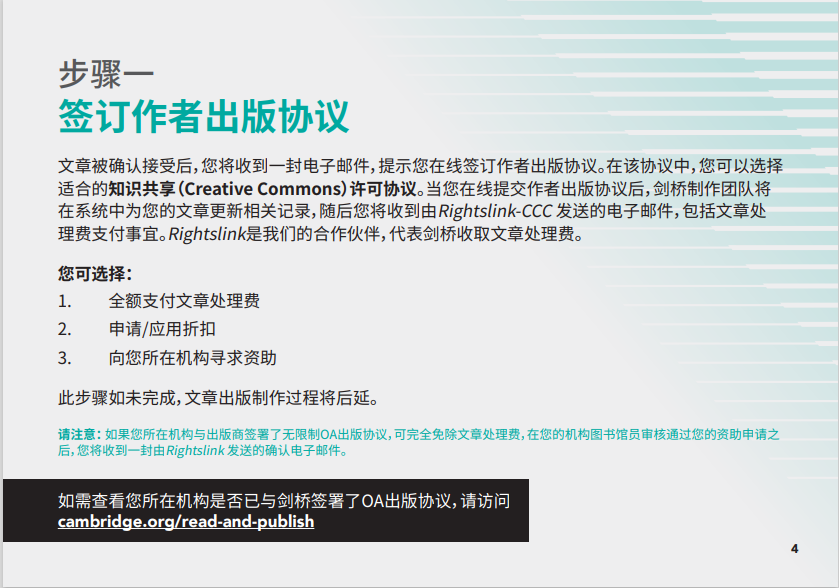 步骤一
签订作者出版协议
文章被确认接受后，您将收到一封电子邮件，提示您在线签订作者出版协议。在该协议中，您可以选择
适合的知识共享（Creative Commons）许可协议。当您在线提交作者出版协议后，剑桥制作团队将
在系统中为您的文章更新相关记录，随后您将收到由Rightslink-CCC 发送的电子邮件，包括文章处
理费支付事宜。Rightslink是我们的合作伙伴，代表剑桥收取文章处理费。
您可选择：
1. 全额支付文章处理费
2. 申请/应用折扣
3. 向您所在机构寻求资助
此步骤如未完成，文章出版制作过程将后延。
请注意：如果您所在机构与出版商签署了无限制OA出版协议，可完全免除文章处理费，在您的机构图书馆员审核通过您的资助申请之
后，您将收到一封由Rightslink 发送的确认电子邮件。
如需查看您所在机构是否已与剑桥签署了OA出版协议，请访问
cambridge.org/read-and-publish
4